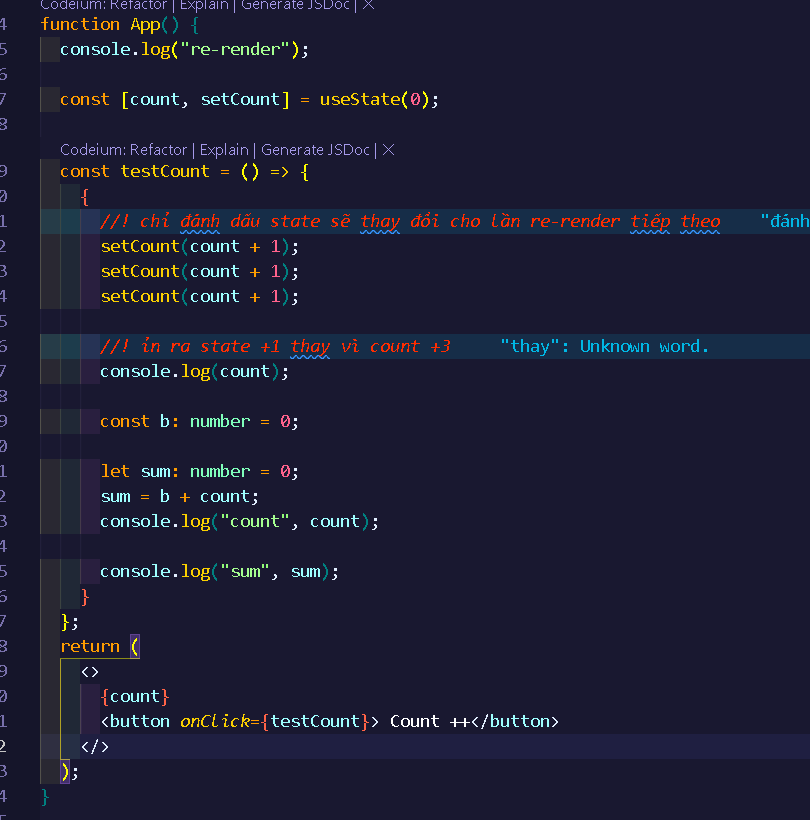 Codeium: Refactor | Explain | Generate JSDoc | X
4 function App() {
5 console.log("re-render");
6
7 const [count, setCount] = useState(0);
8
Codeium: Refactor | Explain | Generate JSDoc | X
9 const testCount = () => {
0 {
1 //! chỉ đánh dấu state sẽ thay đổi cho lần re-render tiếp theo "đánh
2 setCount(count + 1);
3 setCount(count + 1);
4 setCount(count + 1);
5
6 //! in ra state +1 thay vì count +3 "thay": Unknown word.
7 console.log(count);
8
9 const b: number = 0;
0
1 let sum: number = 0;
2 sum = b + count;
3 console.log("count", count);
4
5 console.log("sum", sum);
6 }
7 };
8 return (
9 <>
0 {count}
1 <button onClick={testCount}> Count ++</button>
2 </>
3 );
4 }